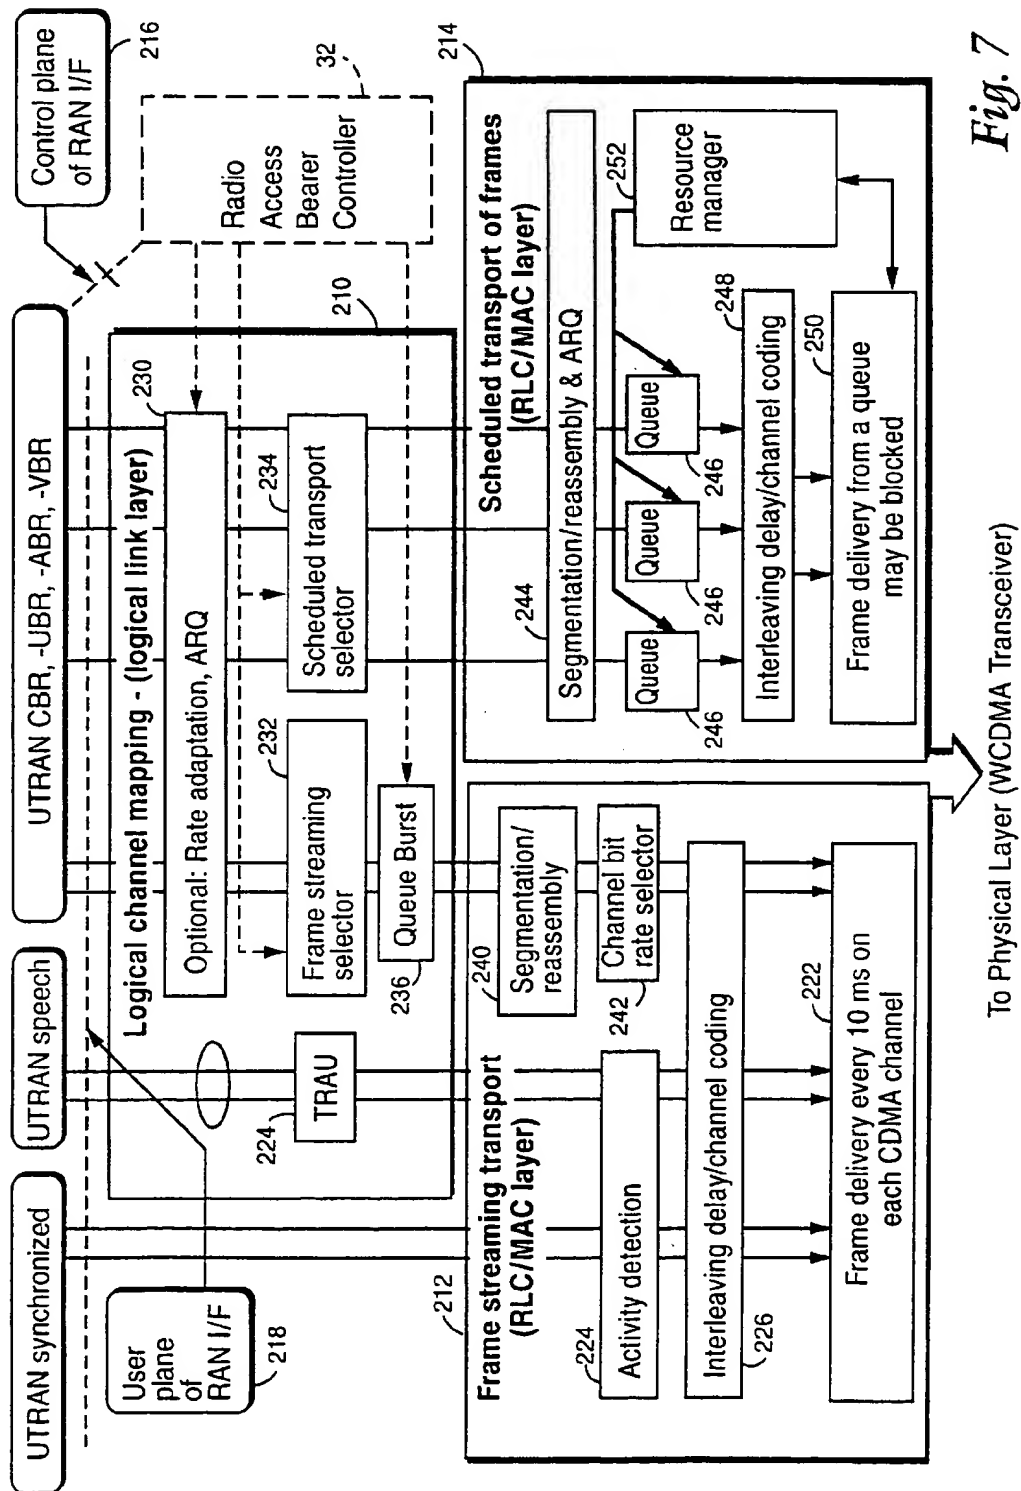 UTRAN synchronized
UTRAN speech
UTRAN CBR, -UBR, -ABR, -VBR
Control plane
of RAN I/F
216
User
plane
of
RAN I/F
218
32
Radio
Access
Bearer
Controller
210
Logical channel mapping - (logical link layer)
230
Optional: Rate adaptation, ARQ
224
TRAU
232
Frame streaming
selector
234
Scheduled transport
selector
236
Queue Burst
212
Frame streaming transport
(RLC/MAC layer)
224
Activity detection
240
Segmentation/
reassembly
242
Channel bit
rate selector
Interleaving delay/channel coding
226
222
Frame delivery every 10 ms on
each CDMA channel
214
Scheduled transport of frames
(RLC/MAC layer)
244
Segmentation/reassembly & ARQ
252
Resource
manager
Queue
246
Queue
246
Queue
246
248
Interleaving delay/channel coding
250
Frame delivery from a queue
may be blocked
To Physical Layer (WCDMA Transceiver)
Fig. 7